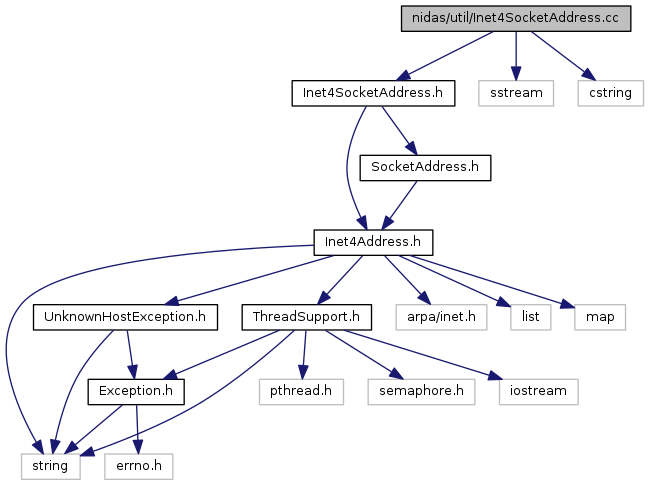 nidas/util/Inet4SocketAddress.cc
Inet4SocketAddress.h
sstream
cstring
SocketAddress.h
Inet4Address.h
UnknownHostException.h
ThreadSupport.h
arpa/inet.h
list
map
Exception.h
pthread.h
semaphore.h
iostream
string
errno.h